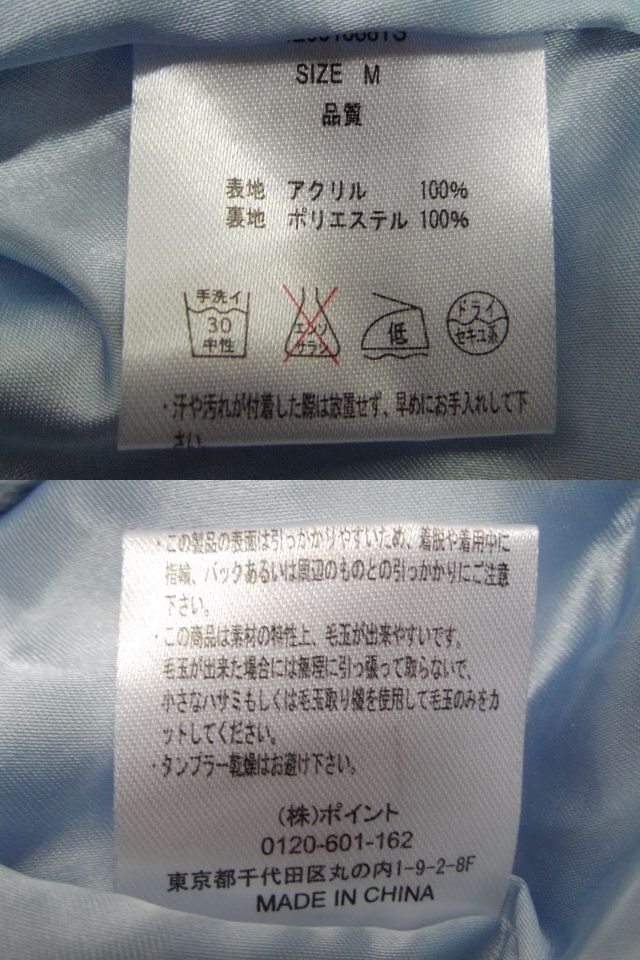 SIZE M
品質
表地 アクリル 100%
裏地 ポリエステル 100%
手洗イ
30
中性
エンソ
サラシ
低
ドライ
セキユ系
・汗や汚れが付着した際は放置せず、早めにお手入れして下
さい
・この製品の表面は引っかかりやすいため、着脱や着用中に
指輪、バックあるいは周辺のものとの引っかかりにご注意
下さい。
・この商品は素材の特性上、毛玉が出来やすいです。
毛玉が出来た場合には無理に引っ張って取らないで、
小さなハサミもしくは毛玉取り機を使用して毛玉のみをカ
ットしてください。
・タンブラー乾燥はお避け下さい。
(株)ポイント
0120-601-162
東京都千代田区丸の内1-9-2-8F
MADE IN CHINA